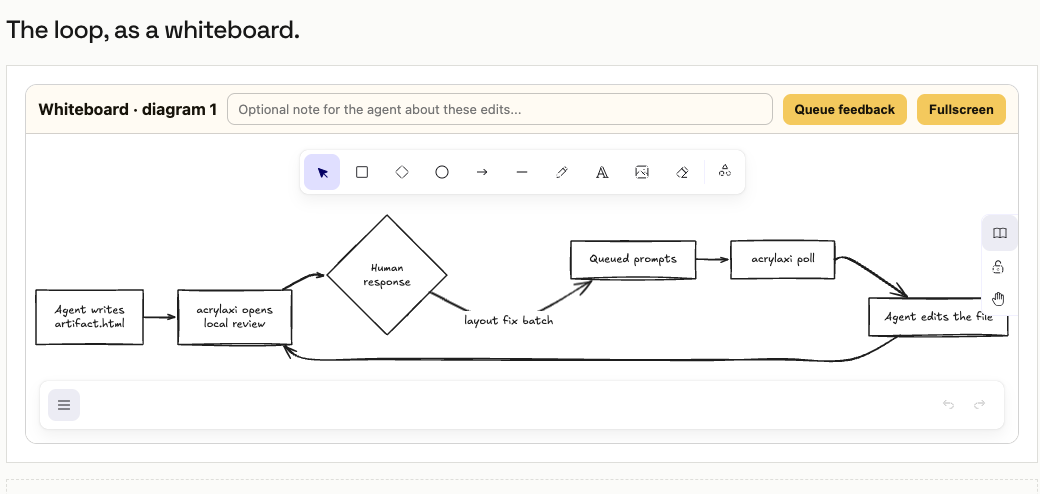 The loop, as a whiteboard.
Whiteboard · diagram 1
Optional note for the agent about these edits...
Queue feedback
Fullscreen
A
Agent writes
artifact.html
acrylaxi opens
local review
Human
response
layout fix batch
Queued prompts
acrylaxi poll
Agent edits the file